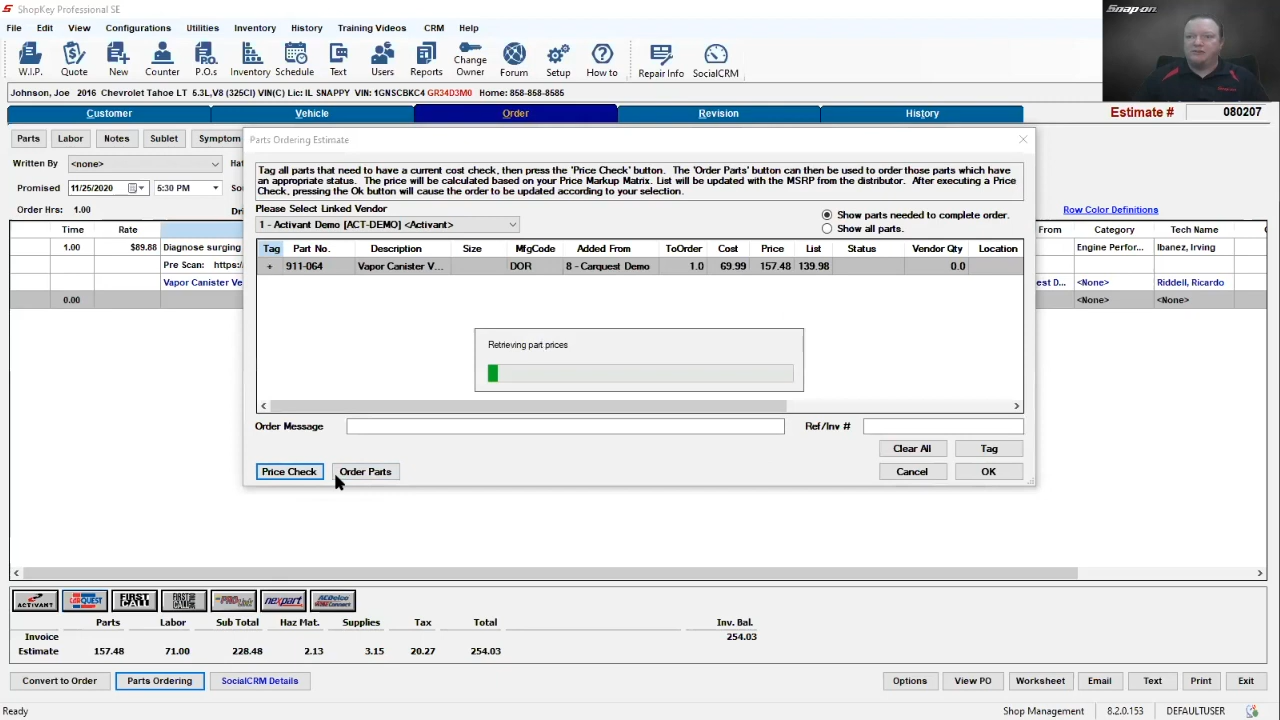 ShopKey Professional SE
File Edit View Configurations Utilities Inventory History Training Videos CRM Help
Snap-on
W.I.P. Quote New Counter P.O.s Inventory Schedule Text Users Reports Change Owner Forum Setup How to Repair Info SocialCRM
Johnson, Joe 2016 Chevrolet Tahoe LT 5.3L,V8 (325CI) VIN(C) Lic: IL SNAPPY VIN: 1GNSCBKC4 GR34D3M0 Home: 858-858-8585
Customer Vehicle Order Revision History Estimate # 080207
Parts Labor Notes Sublet Symptom
Parts Ordering Estimate
Written By <none>
Promised 11/25/2020 5:30 PM
Order Hrs: 1.00
Row Color Definitions
Tag all parts that need to have a current cost check, then press the 'Price Check' button. The 'Order Parts' button can then be used to order those parts which have
an appropriate status. The price will be calculated based on your Price Markup Matrix. List will be updated with the MSRP from the distributor. After executing a Price
Check, pressing the Ok button will cause the order to be updated according to your selection.
Please Select Linked Vendor
1 - Activant Demo [ACT-DEMO] <Activant>
Show parts needed to complete order.
Show all parts.
Tag Part No. Description Size MfgCode Added From ToOrder Cost Price List Status Vendor Qty Location
+ 911-064 Vapor Canister V... DOR 8 - Carquest Demo 1.0 69.99 157.48 139.98 0.0
Retrieving part prices
Order Message Ref/Inv #
Clear All Tag
Price Check Order Parts Cancel OK
Time Rate From Category Tech Name
1.00 $89.88 Diagnose surging Engine Perfor... Ibanez, Irving
Pre Scan: https:/
Vapor Canister Ve est D... <None> Riddell, Ricardo
0.00 <None> <None>
ACTIVANT CARQUEST FIRST CALL FIRST CALL nexpart ACDelco
Parts Labor Sub Total Haz Mat. Supplies Tax Total Inv. Bal.
Invoice 254.03
Estimate 157.48 71.00 228.48 2.13 3.15 20.27 254.03
Convert to Order Parts Ordering SocialCRM Details Options View PO Worksheet Email Text Print Exit
Ready Shop Management 8.2.0.153 DEFAULTUSER